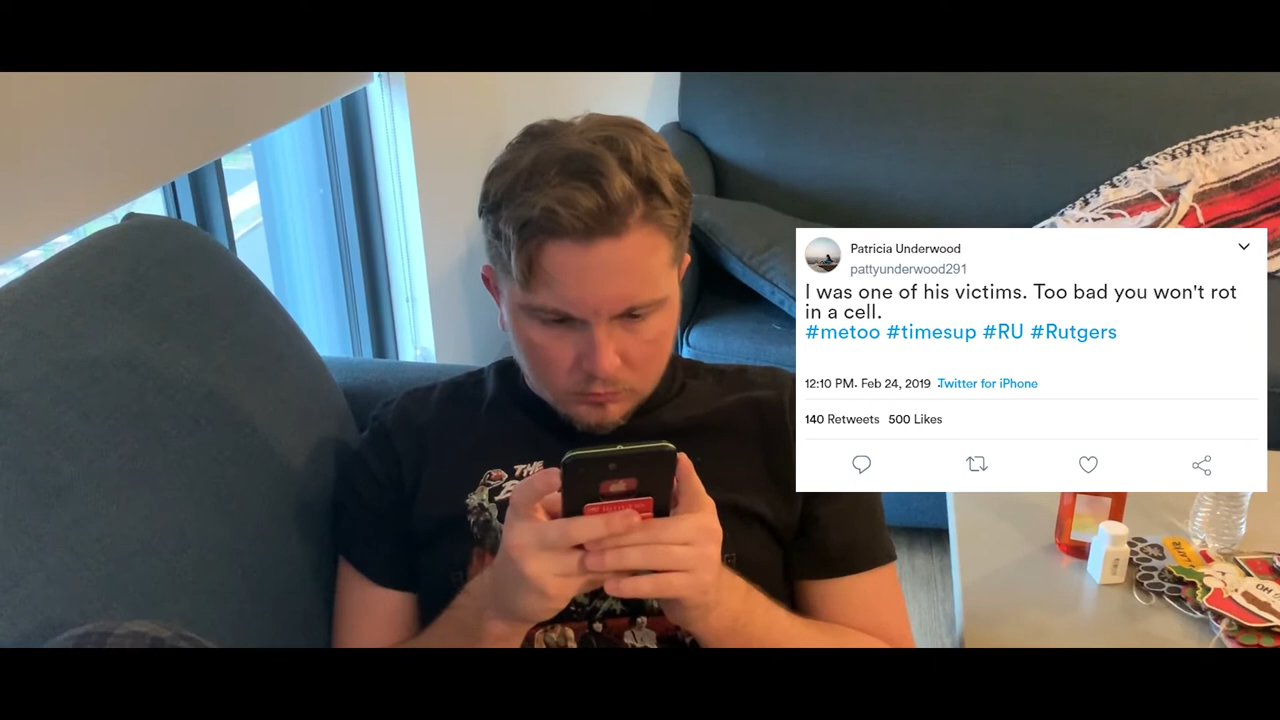 Patricia Underwood
pattyunderwood291
I was one of his victims. Too bad you won't rot
in a cell.
#metoo #timesup #RU #Rutgers
12:10 PM. Feb 24, 2019 Twitter for iPhone
140 Retweets 500 Likes
THE